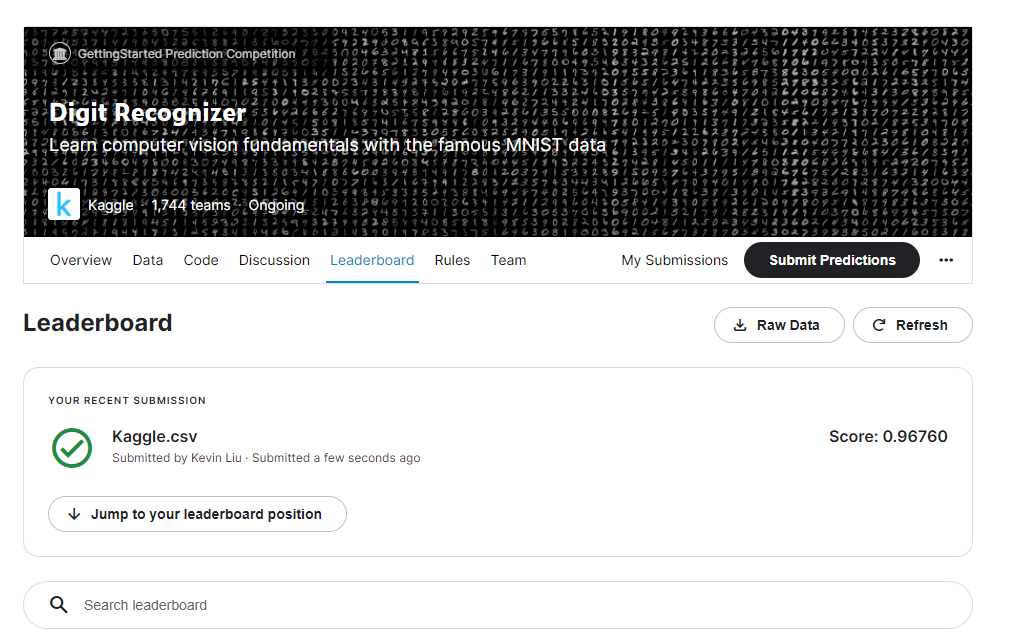 GettingStarted Prediction Competition
Digit Recognizer
Learn computer vision fundamentals with the famous MNIST data
k Kaggle · 1,744 teams · Ongoing
Overview Data Code Discussion Leaderboard Rules Team My Submissions Submit Predictions ...
Leaderboard Raw Data Refresh
YOUR RECENT SUBMISSION
Kaggle.csv Score: 0.96760
Submitted by Kevin Liu · Submitted a few seconds ago
Jump to your leaderboard position
Search leaderboard